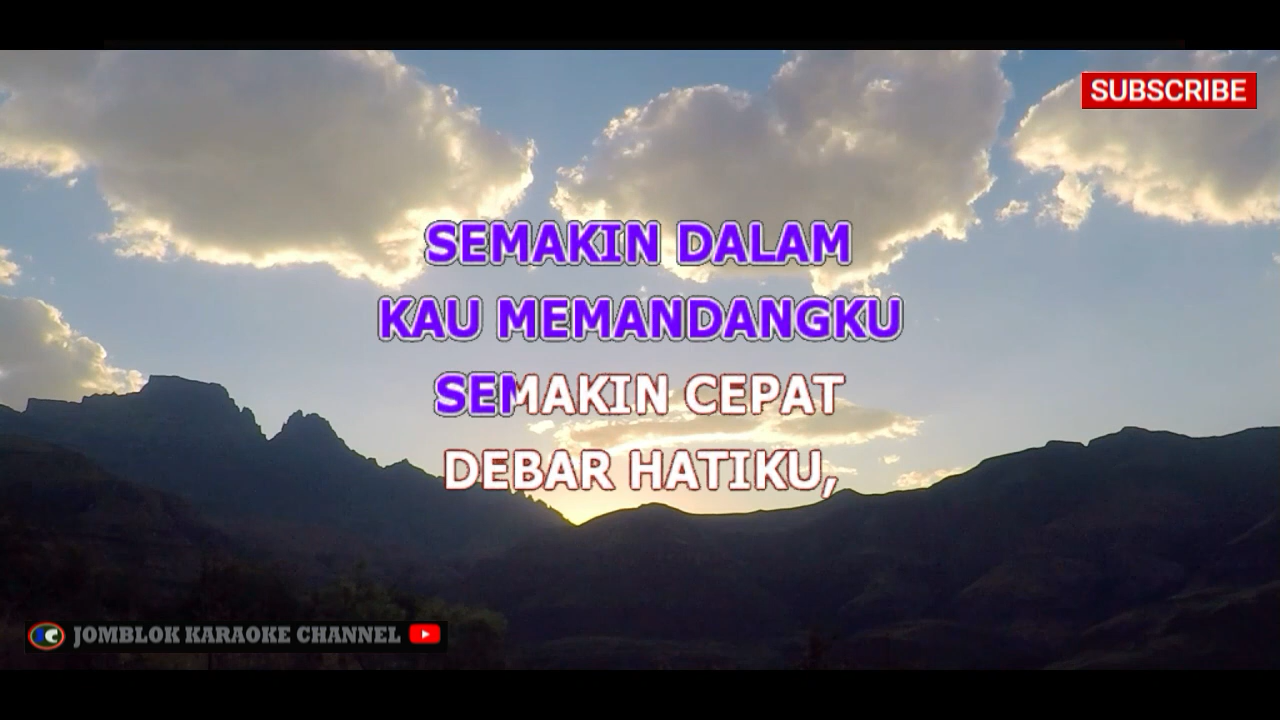 SUBSCRIBE
SEMAKIN DALAM
KAU MEMANDANGKU
SEMAKIN CEPAT
DEBAR HATIKU,
JOMBLOK KARAOKE CHANNEL